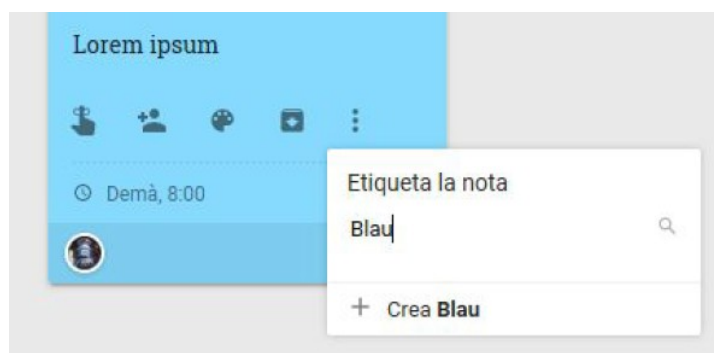 Lorem ipsum
Demà, 8:00
Etiqueta la nota
Blau
Crea Blau